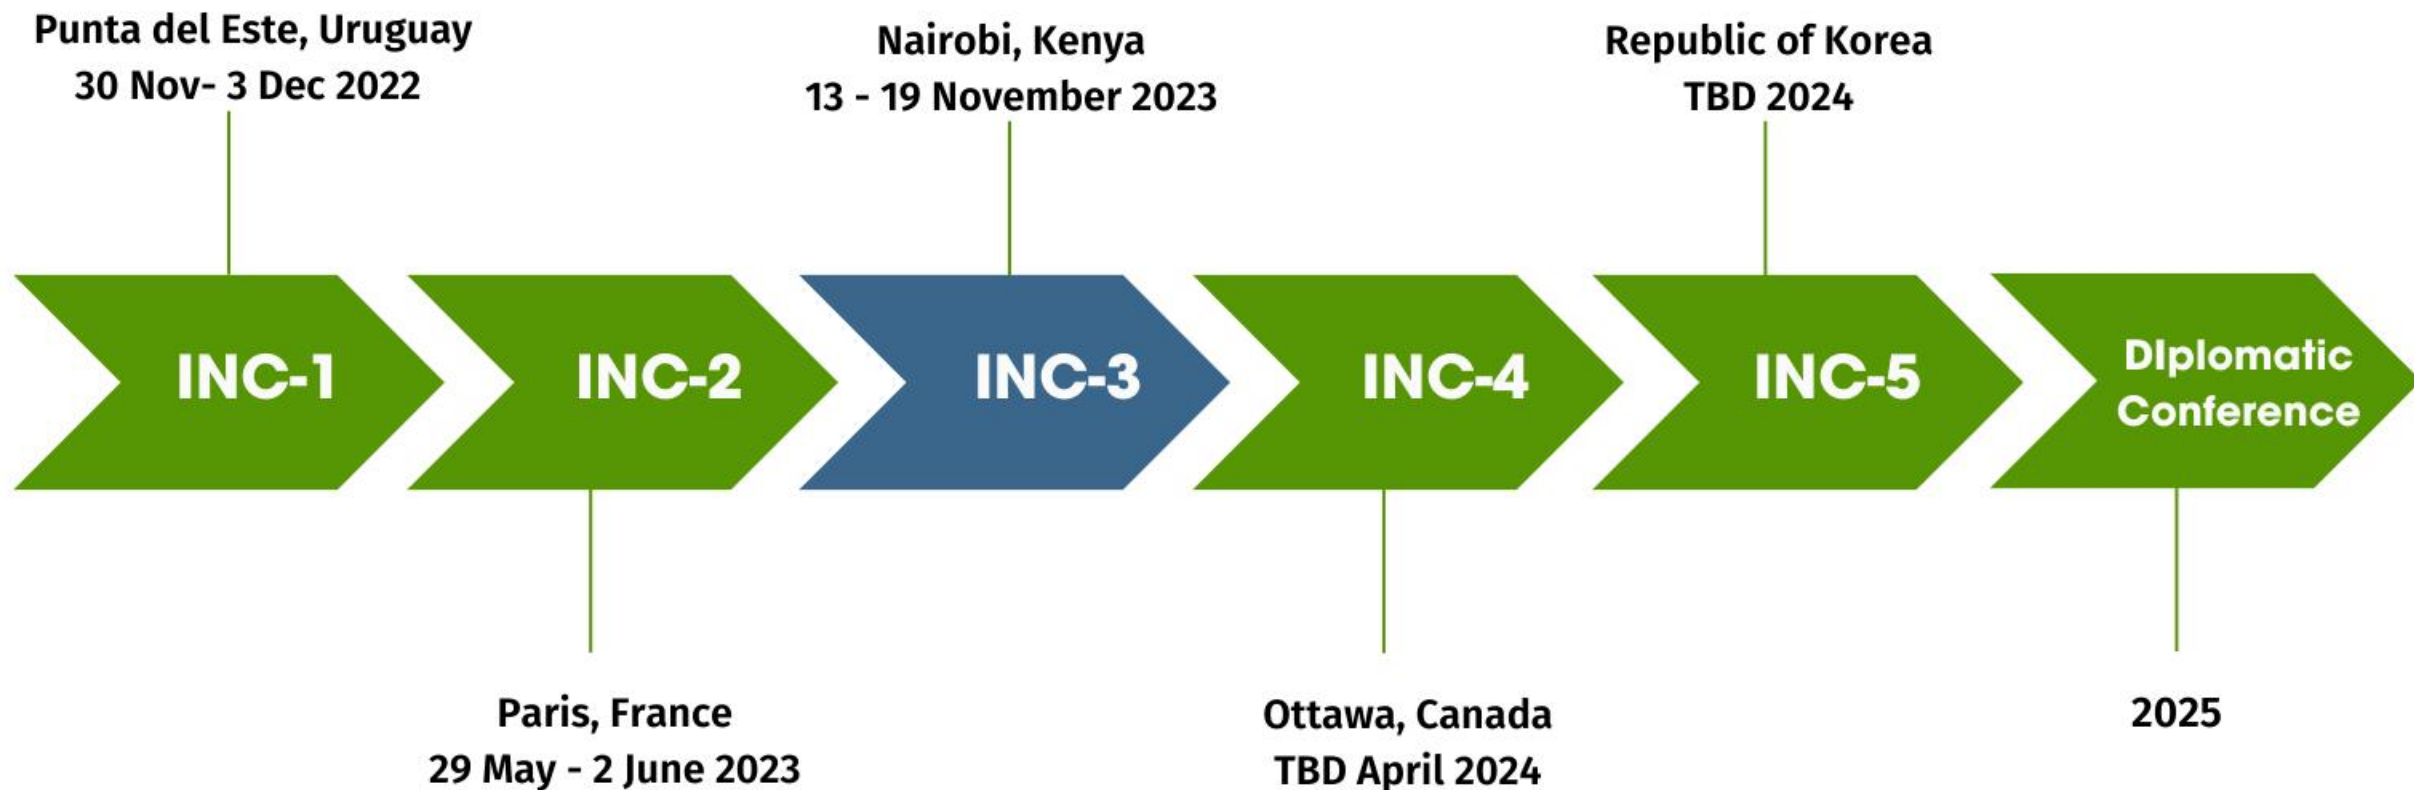 Punta del Este, Uruguay
30 Nov- 3 Dec 2022
Nairobi, Kenya
13 - 19 November 2023
Republic of Korea
TBD 2024
INC-1
INC-2
INC-3
INC-4
INC-5
DIplomatic
Conference
Paris, France
29 May - 2 June 2023
Ottawa, Canada
TBD April 2024
2025